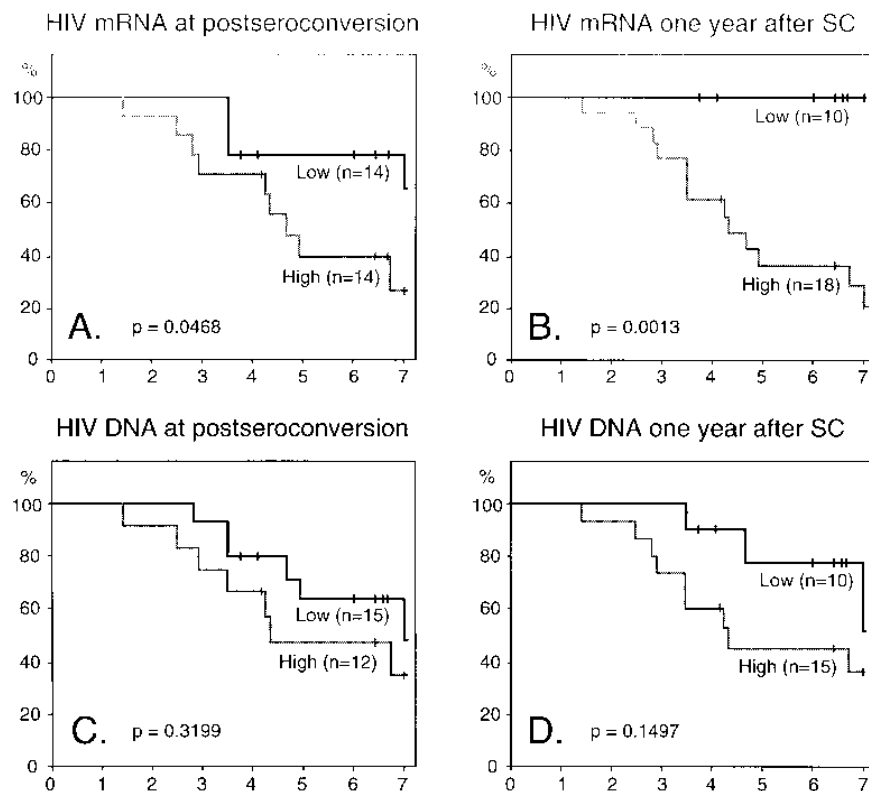 HIV mRNA at postseroconversion
%
100
80
60
40
20
0
Low (n=14)
High (n=14)
A.
p = 0.0468
0 1 2 3 4 5 6 7
HIV mRNA one year after SC
%
100
80
60
40
20
0
Low (n=10)
High (n=18)
B.
p = 0.0013
0 1 2 3 4 5 6 7
HIV DNA at postseroconversion
%
100
80
60
40
20
0
Low (n=15)
High (n=12)
C.
p = 0.3199
0 1 2 3 4 5 6 7
HIV DNA one year after SC
%
100
80
60
40
20
0
Low (n=10)
High (n=15)
D.
p = 0.1497
0 1 2 3 4 5 6 7